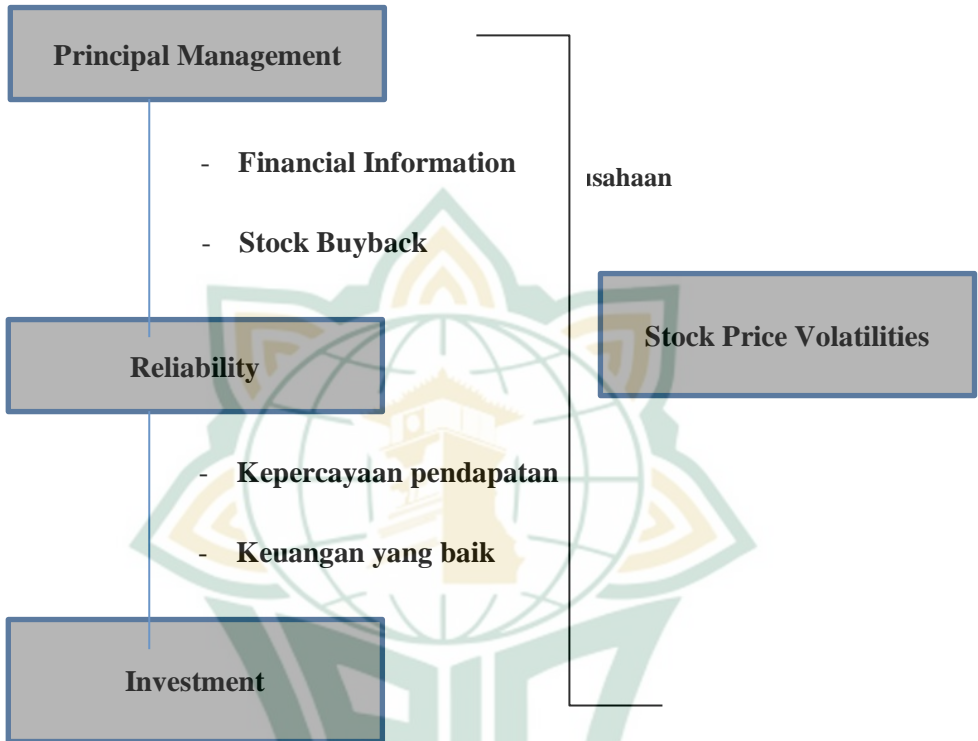 Principal Management
- Financial Information
- Stock Buyback
Reliability
- Kepercayaan pendapatan
- Keuangan yang baik
Investment
Stock Price Volatilities